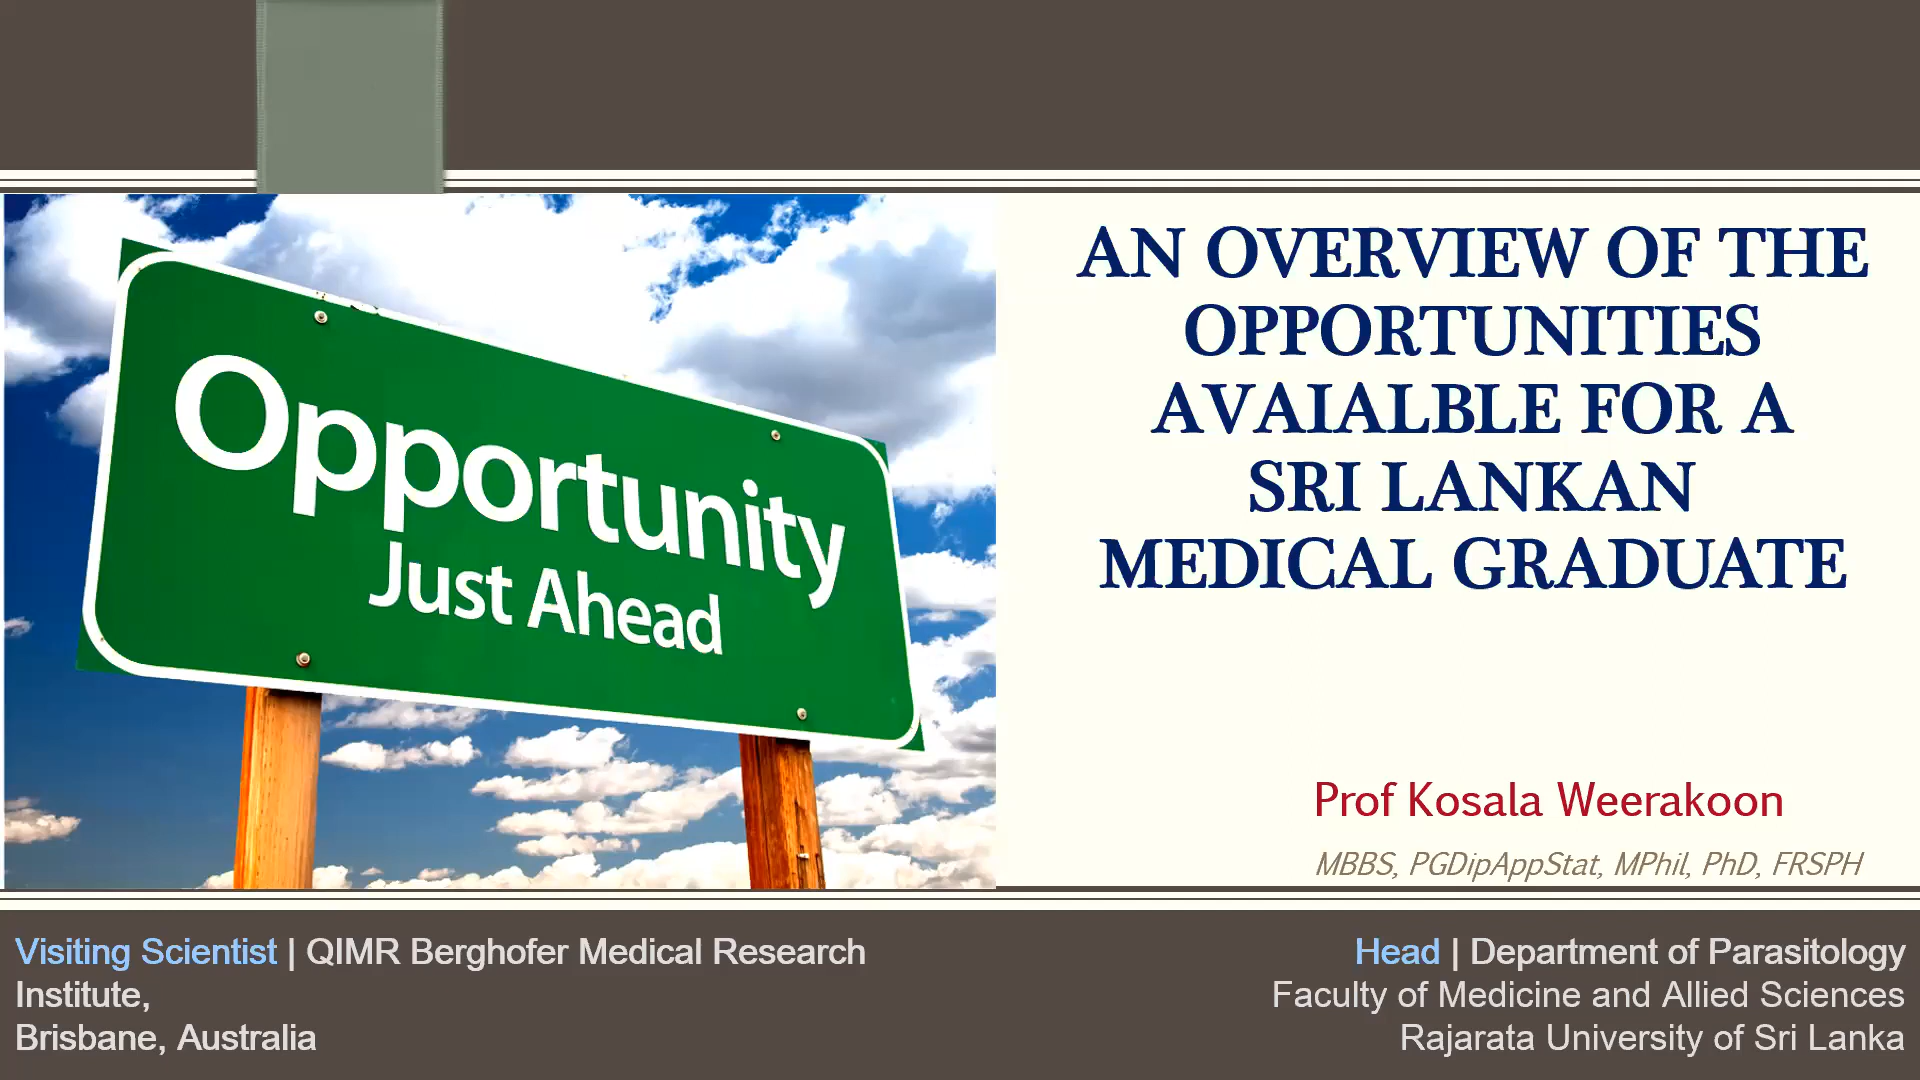 Opportunity
Just Ahead
AN OVERVIEW OF THE
OPPORTUNITIES
AVAIALBLE FOR A
SRI LANKAN
MEDICAL GRADUATE
Prof Kosala Weerakoon
MBBS, PGDipAppStat, MPhil, PhD, FRSPH
Visiting Scientist | QIMR Berghofer Medical Research
Institute,
Brisbane, Australia
Head | Department of Parasitology
Faculty of Medicine and Allied Sciences
Rajarata University of Sri Lanka